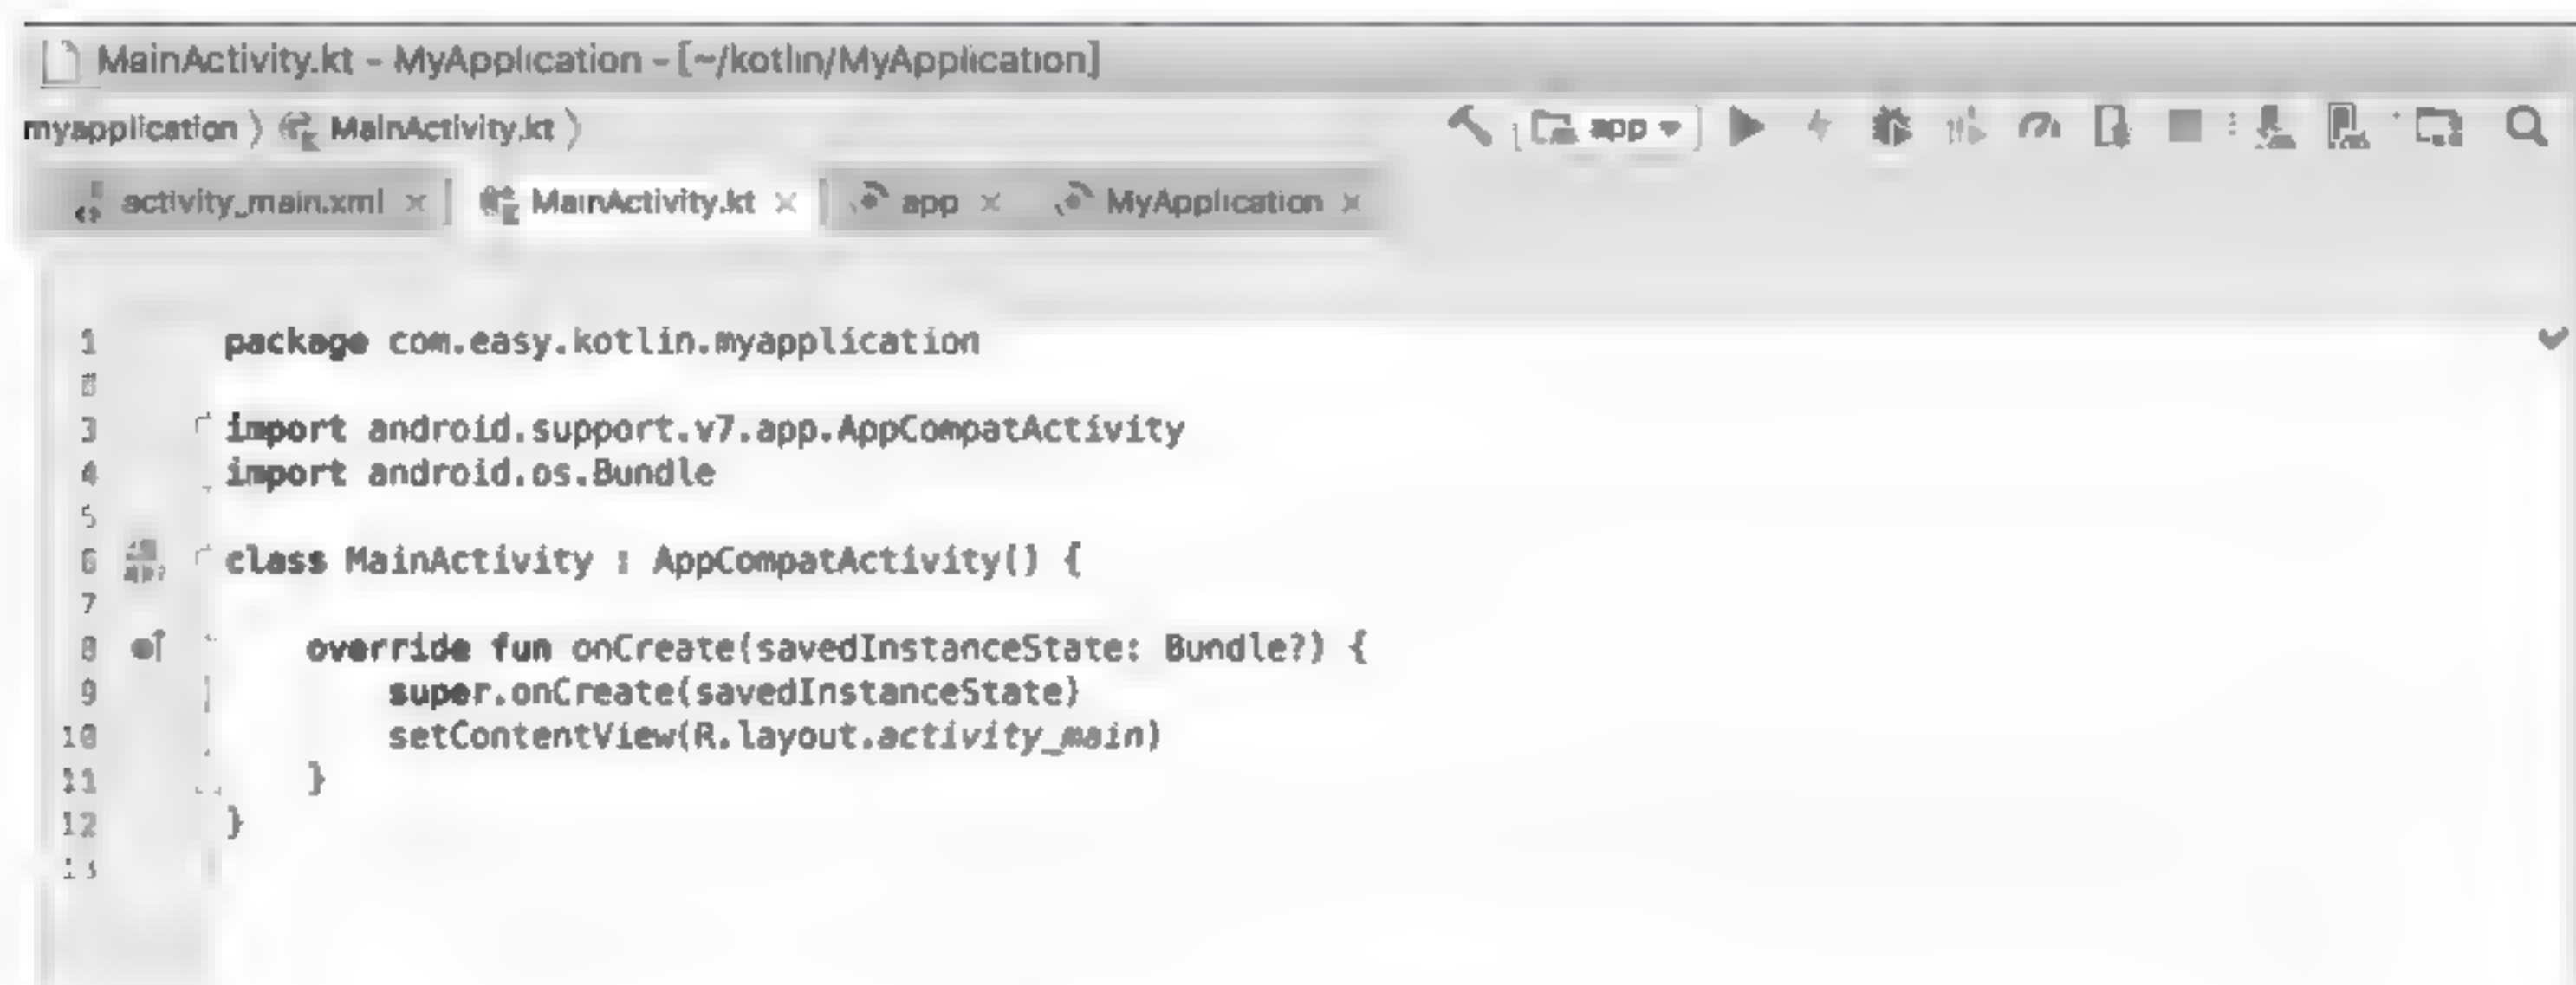 MainActivity.kt - MyApplication - [~/kotlin/MyApplication]
myapplication MainActivity.kt app
activity_main.xml MainActivity.kt app MyApplication
1 package com.easy.kotlin.myapplication
3 import android.support.v7.app.AppCompatActivity
4 import android.os.Bundle
5
6 class MainActivity : AppCompatActivity() {
7
8 override fun onCreate(savedInstanceState: Bundle?) {
9 super.onCreate(savedInstanceState)
10 setContentView(R.layout.activity_main)
11 }
12 }
13